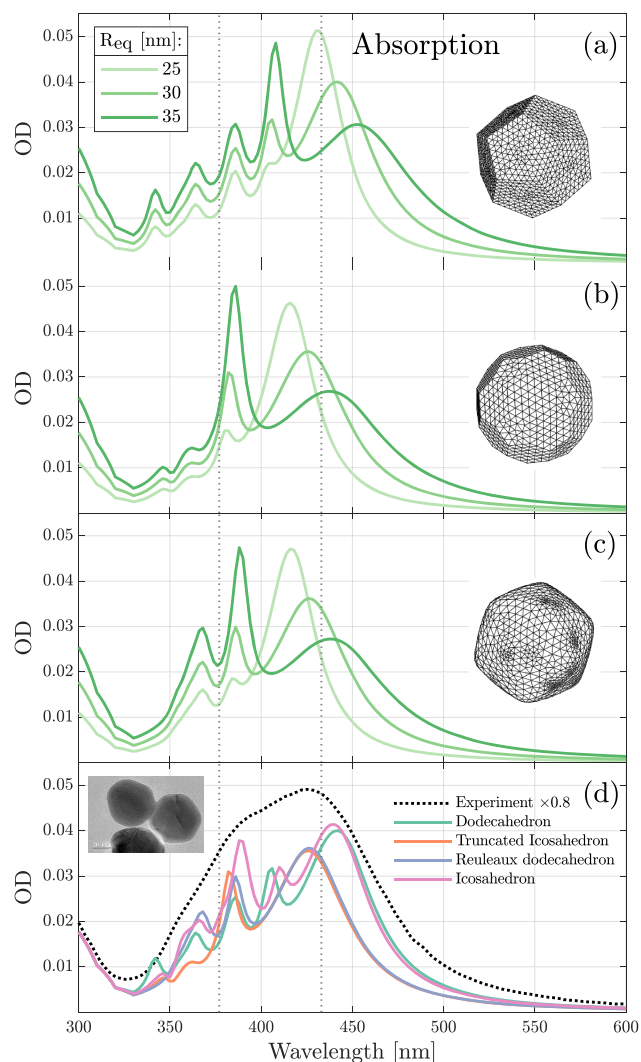 Absorption
(a)
R_eq [nm]:
25
30
35
OD
0.05
0.04
0.03
0.02
0.01
(b)
OD
0.05
0.04
0.03
0.02
0.01
(c)
OD
0.05
0.04
0.03
0.02
0.01
(d)
Experiment ×0.8
Dodecahedron
Truncated Icosahedron
Reuleaux dodecahedron
Icosahedron
OD
0.05
0.04
0.03
0.02
0.01
300 350 400 450 500 550 600
Wavelength [nm]